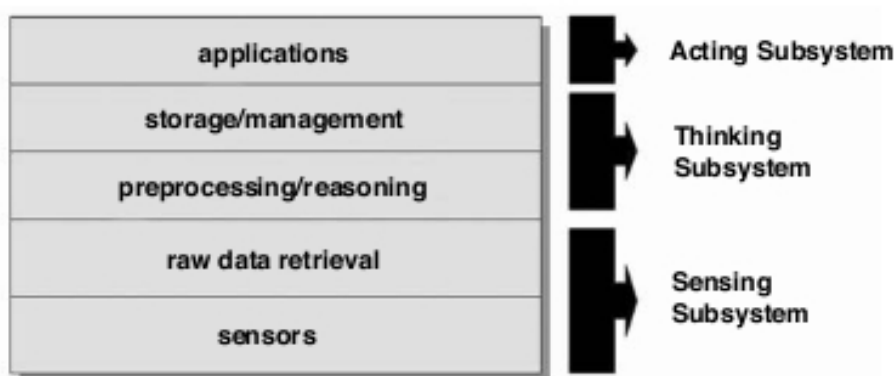 applications
storage/management
preprocessing/reasoning
raw data retrieval
sensors
Acting Subsystem
Thinking
Subsystem
Sensing
Subsystem